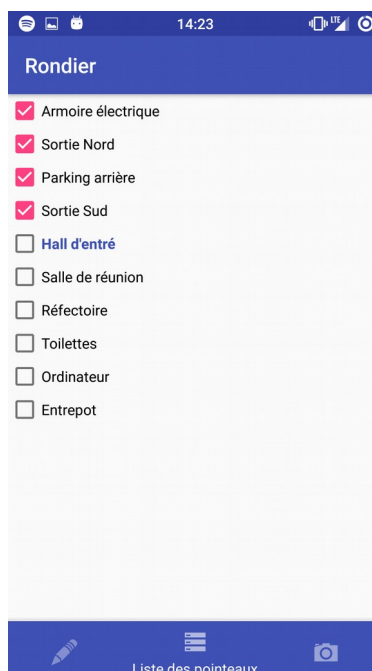 14:23
LTE
Rondier
Armoire électrique
Sortie Nord
Parking arrière
Sortie Sud
Hall d'entré
Salle de réunion
Réfectoire
Toilettes
Ordinateur
Entrepot
Liste des pointeaux